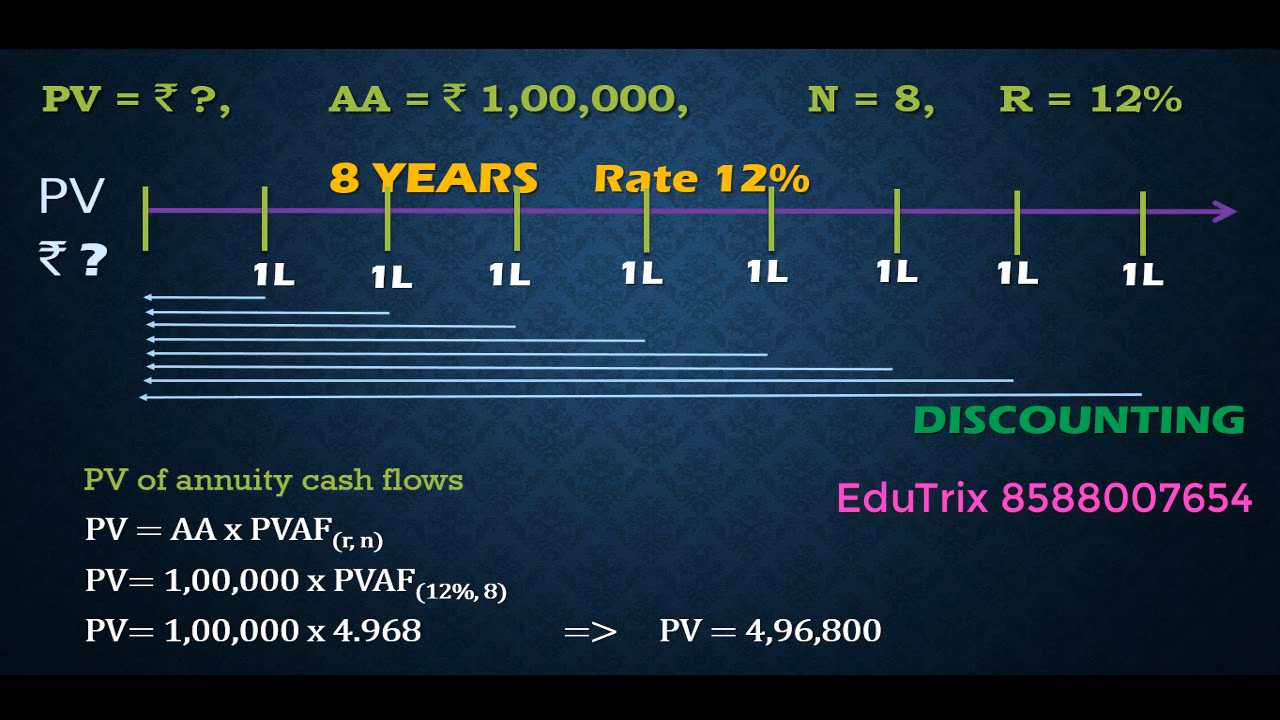 PV = ₹ ?, AA = ₹ 1,00,000, N = 8, R = 12%
8 YEARS Rate 12%
PV
₹ ?
1L 1L 1L 1L 1L 1L 1L 1L
DISCOUNTING
PV of annuity cash flows
EduTrix 8588007654
PV = AA x PVAF(r, n)
PV= 1,00,000 x PVAF(12%, 8)
PV= 1,00,000 x 4.968 => PV = 4,96,800